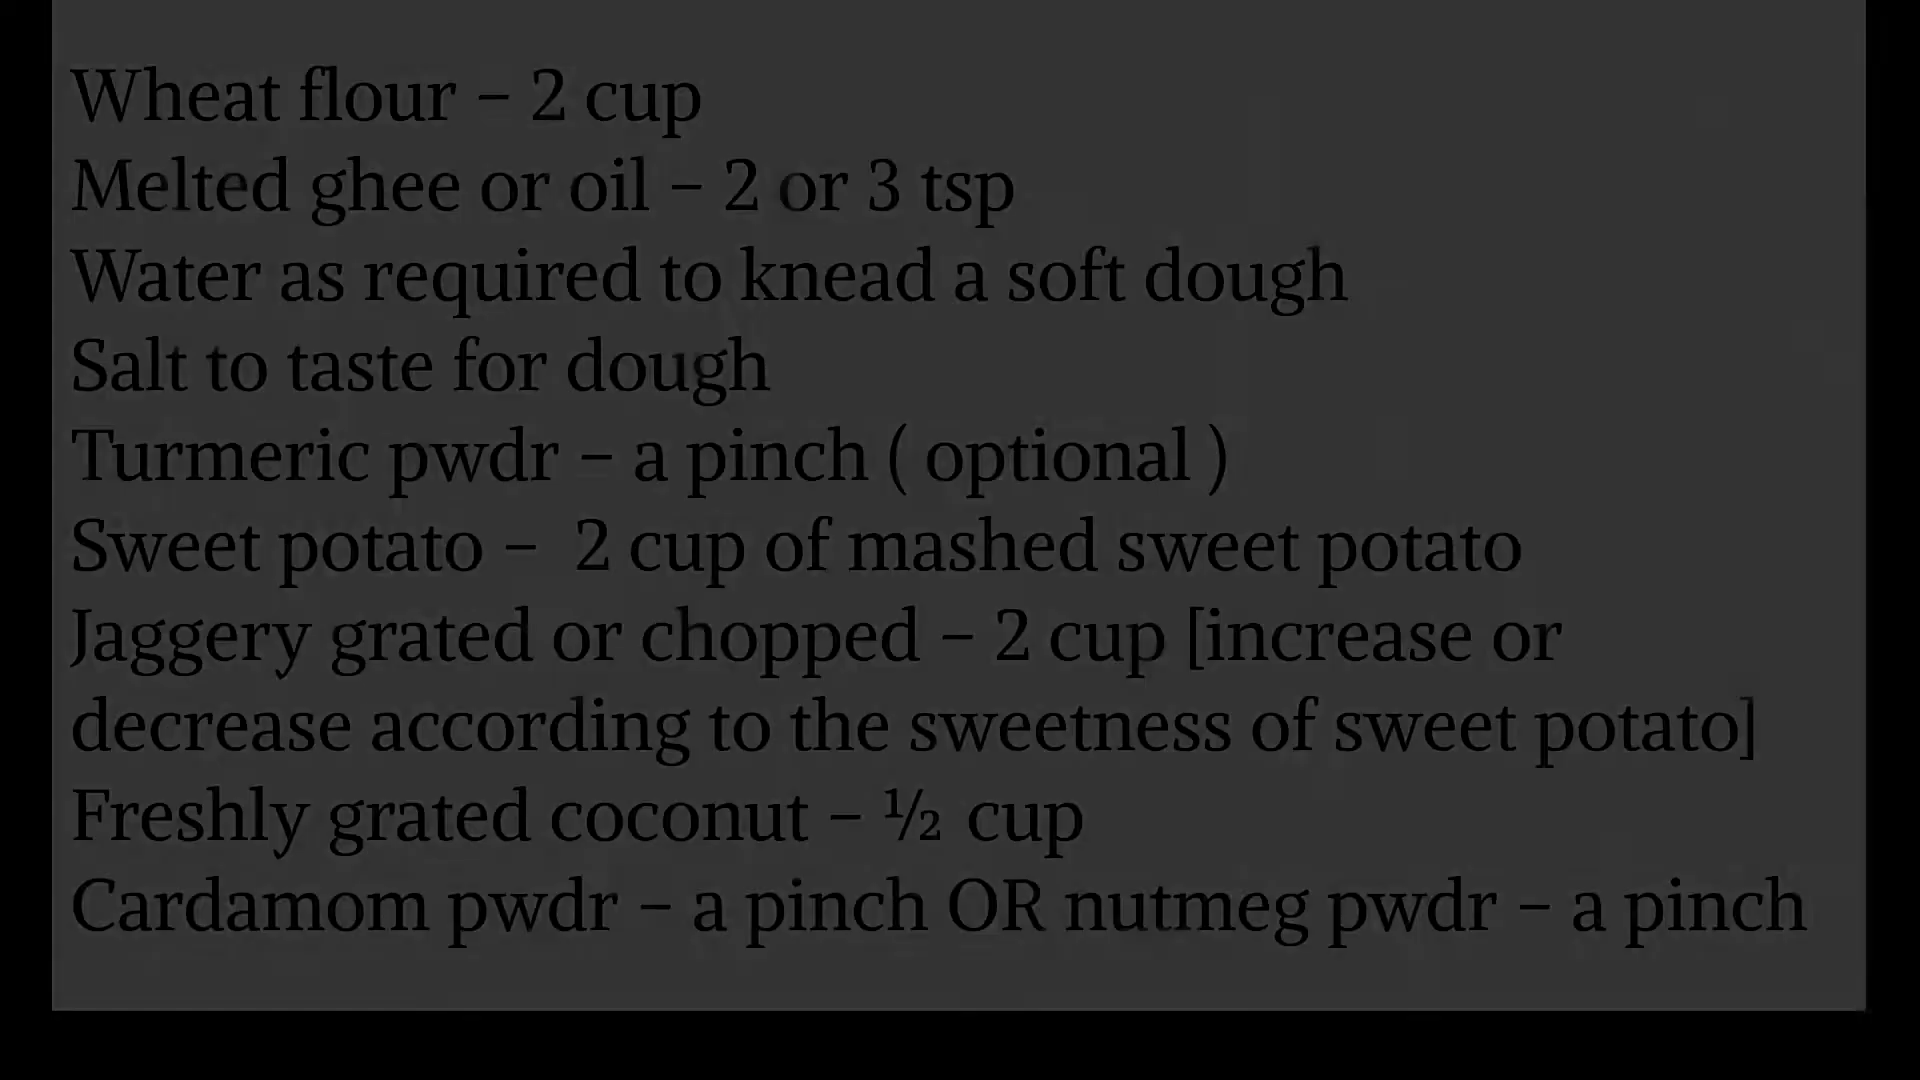 Wheat flour – 2 cup
Melted ghee or oil – 2 or 3 tsp
Water as required to knead a soft dough
Salt to taste for dough
Turmeric pwdr – a pinch ( optional )
Sweet potato –  2 cup of mashed sweet potato
Jaggery grated or chopped – 2 cup [increase or
decrease according to the sweetness of sweet potato]
Freshly grated coconut – ½ cup
Cardamom pwdr – a pinch OR nutmeg pwdr – a pinch